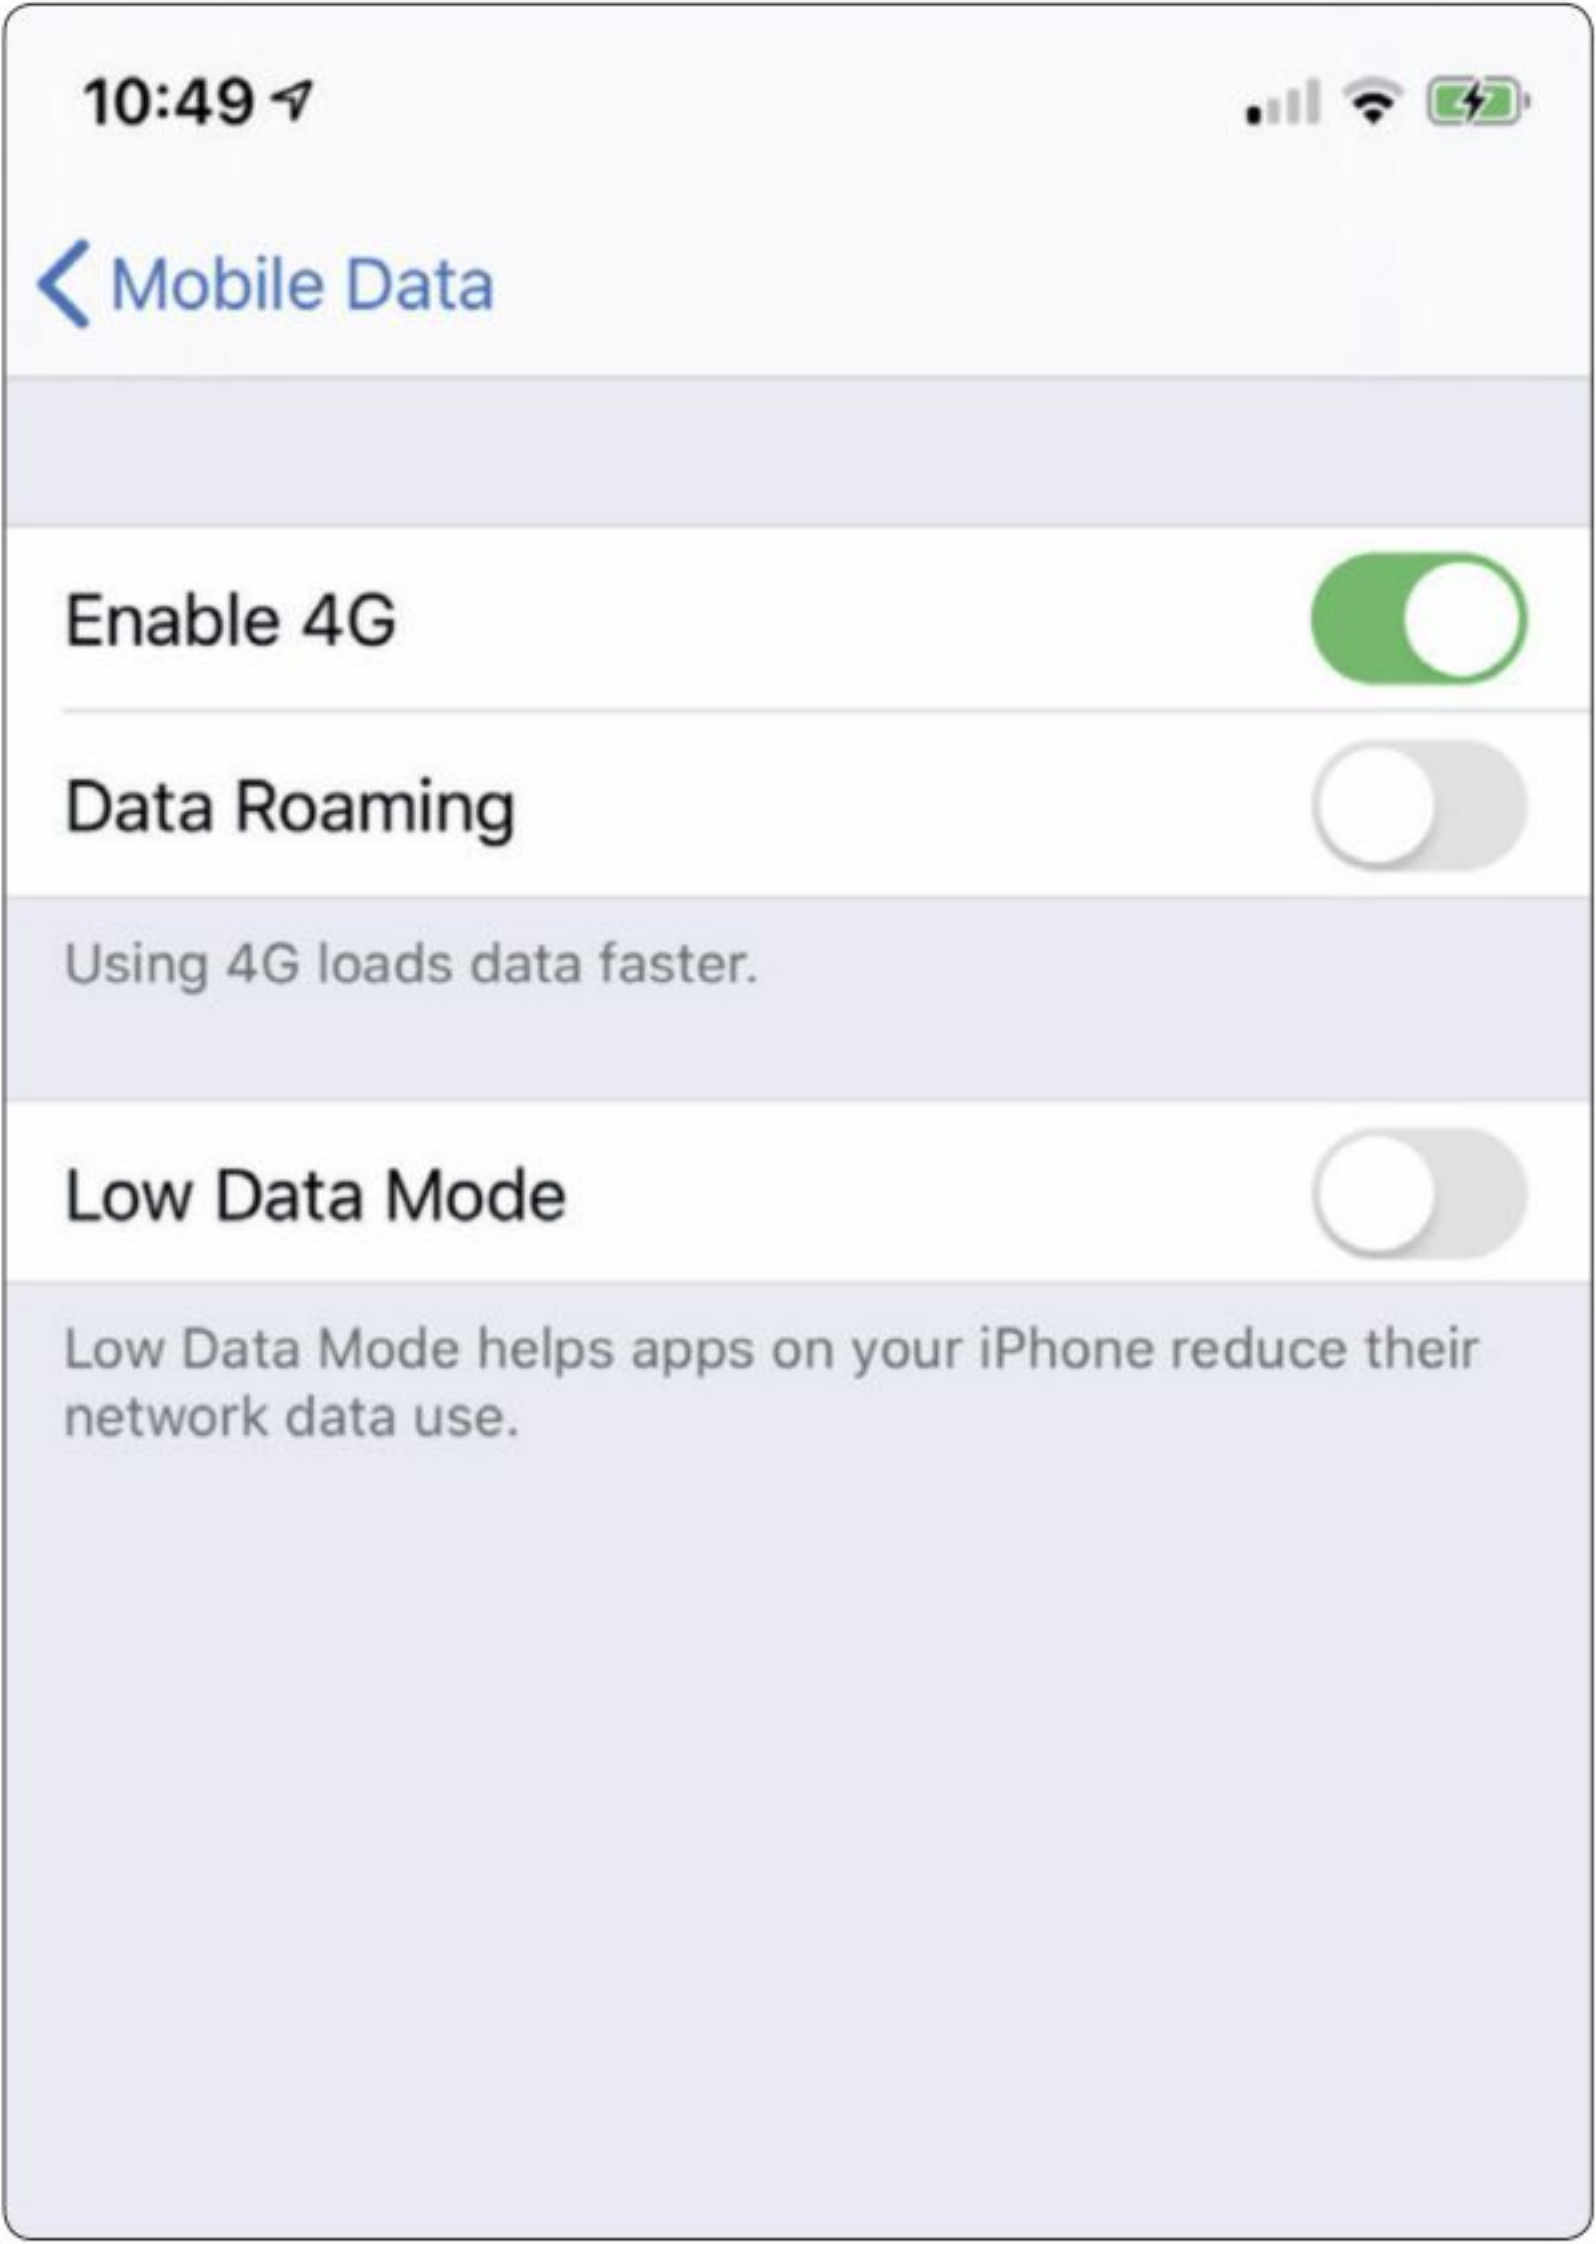 10:49
Mobile Data
Enable 4G
Data Roaming
Using 4G loads data faster.
Low Data Mode
Low Data Mode helps apps on your iPhone reduce their
network data use.